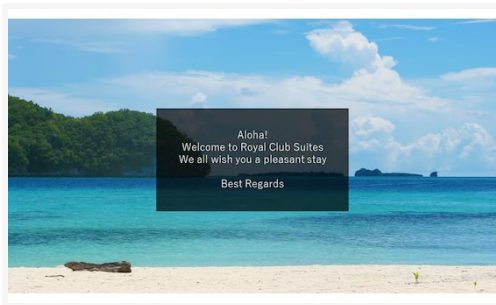 Aloha!
Welcome to Royal Club Suites
We all wish you a pleasant stay
Best Regards